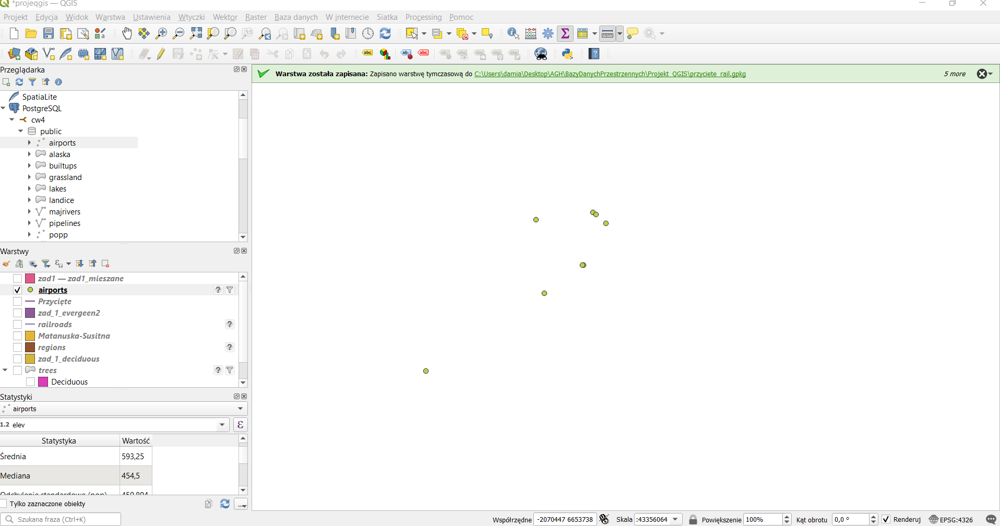 *projeqgis — QGIS
Projekt Edycja Widok Warstwa Ustawienia Wtyczki Wektor Raster Baza danych W internecie Siatka Processing Pomoc
Przeglądarka
SpatiaLite
PostgreSQL
cw4
public
airports
alaska
builtups
grassland
lakes
landice
majrivers
pipelines
popp
Warstwy
zad1 — zad1_mieszane
airports
Przycięte
zad_1_evergeen2
railroads
Matanuska-Susitna
regions
zad_1_deciduous
trees
Deciduous
Statystyki
airports
1.2 elev
Statystyka Wartość
Średnia 593,25
Mediana 454,5
Odchylenie standardowe (pop) 450,804
Tylko zaznaczone obiekty
Szukana fraza (Ctrl+K)
Warstwa została zapisana: Zapisano warstwę tymczasową do C:\Users\damia\Desktop\AGH\BazyDanychPrzestrzennych\Projekt_QGIS\przyciete_rail.gpkg 5 more
Współrzędne -2070447 6653738 Skala :43356064 Powiększenie 100% Kąt obrotu 0,0 ° Renderuj EPSG:4326